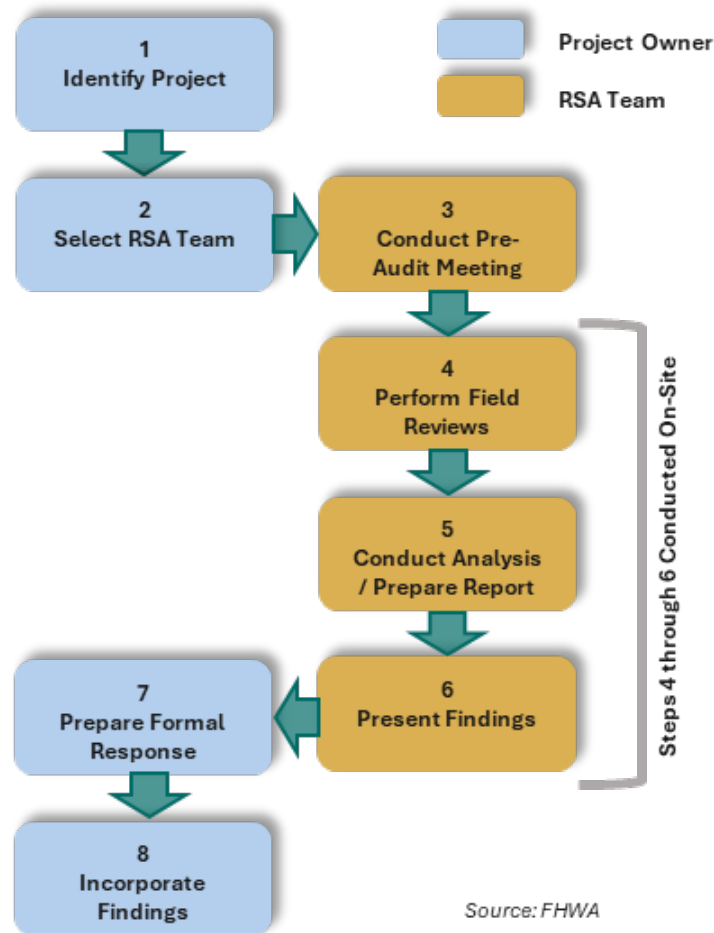 1
Identify Project
Project Owner
RSA Team
2
Select RSA Team
3
Conduct Pre-
Audit Meeting
4
Perform Field
Reviews
5
Conduct Analysis
/ Prepare Report
6
Present Findings
Steps 4 through 6 Conducted On-Site
7
Prepare Formal
Response
8
Incorporate
Findings
Source: FHWA